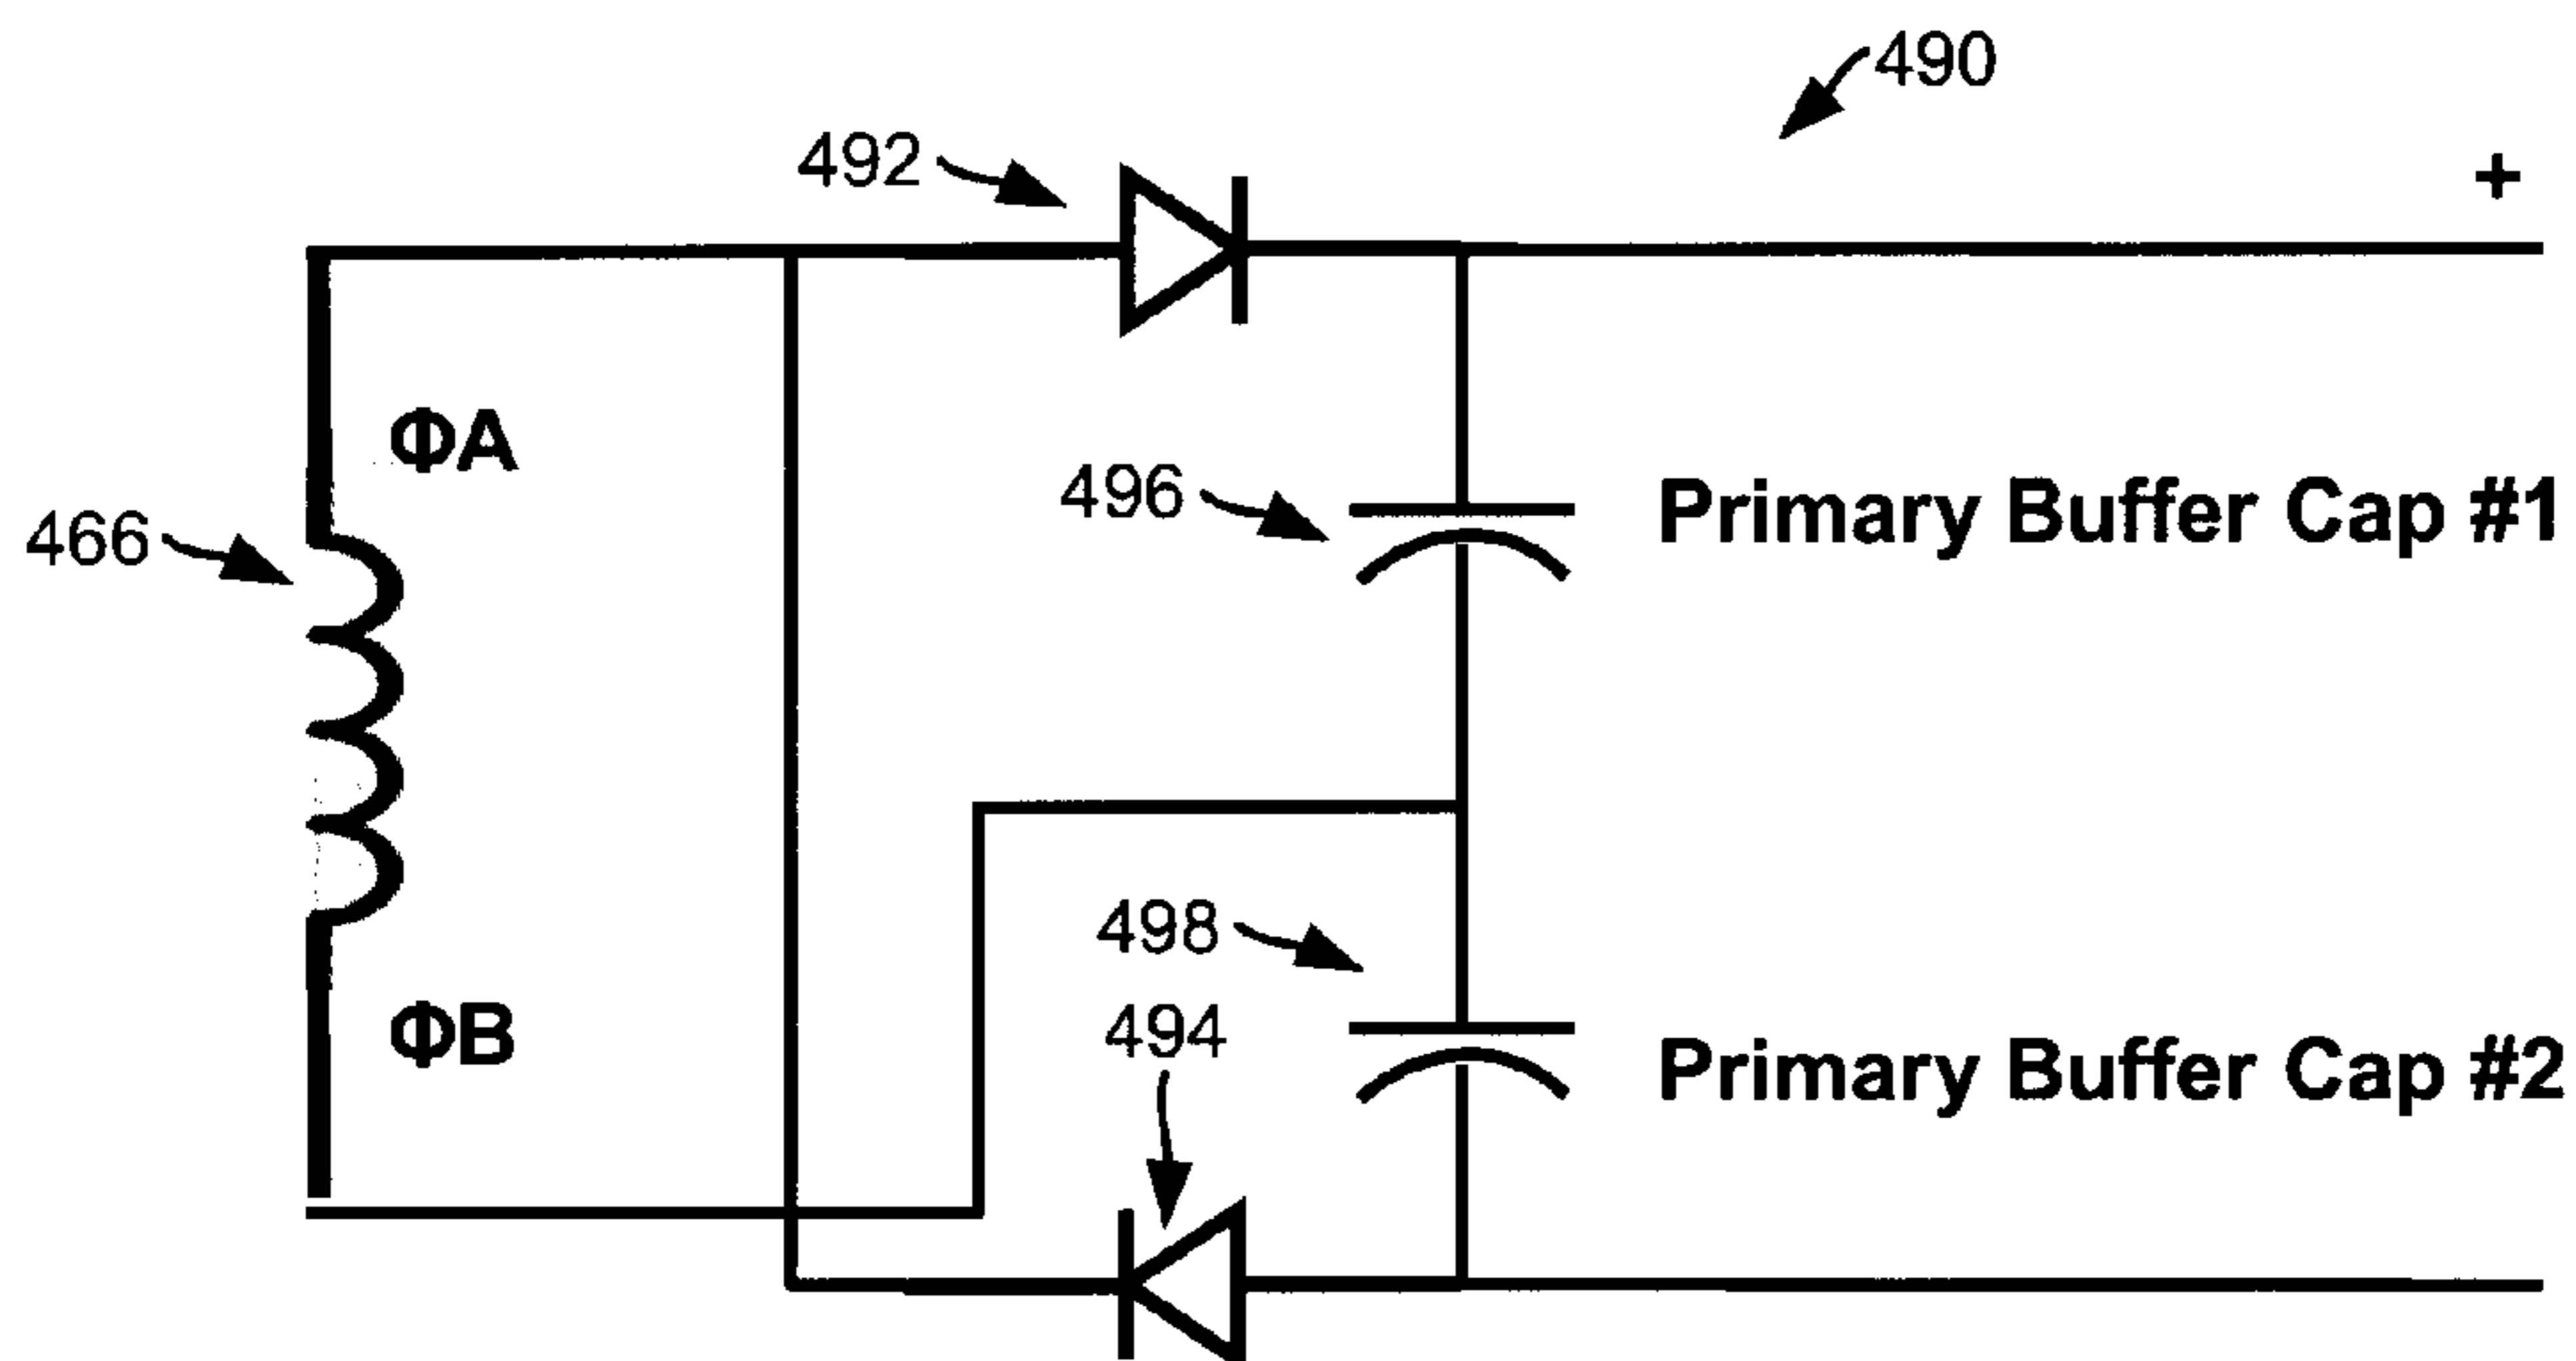 490
492
+
ΦA
496
Primary Buffer Cap #1
466
498
494
ΦB
Primary Buffer Cap #2